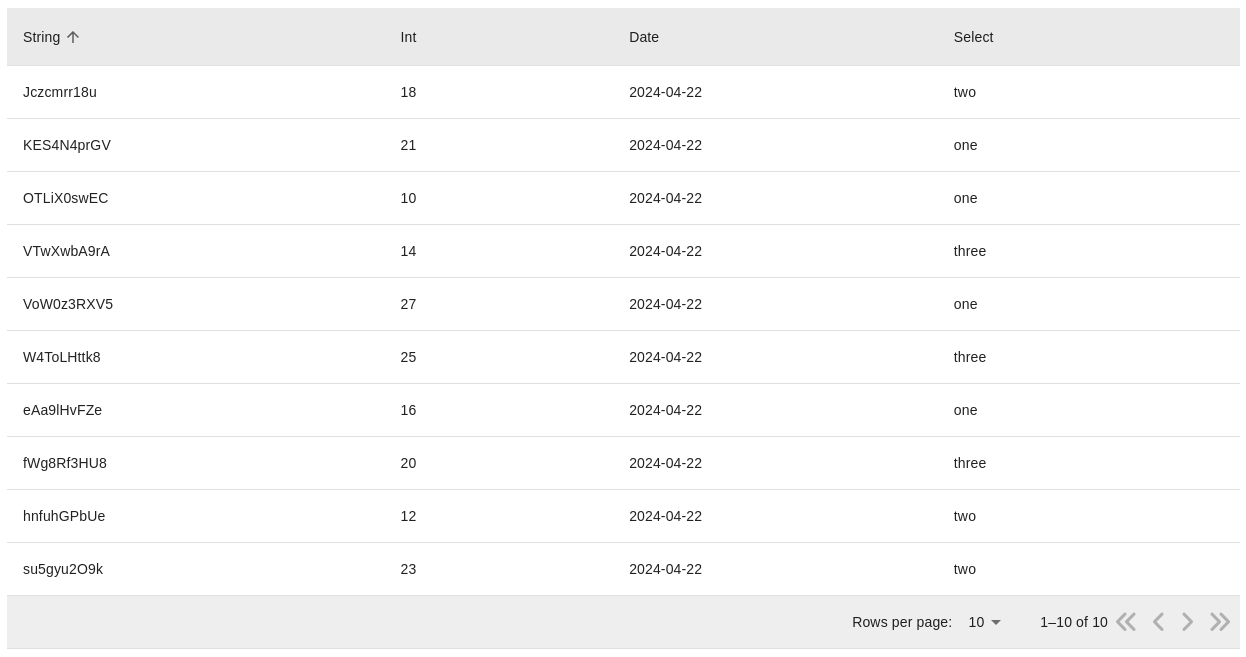 String Int Date Select
Jczcmrr18u 18 2024-04-22 two
KES4N4prGV 21 2024-04-22 one
OTLiX0swEC 10 2024-04-22 one
VTwXwbA9rA 14 2024-04-22 three
VoW0z3RXV5 27 2024-04-22 one
W4ToLHttk8 25 2024-04-22 three
eAa9lHvFZe 16 2024-04-22 one
fWg8Rf3HU8 20 2024-04-22 three
hnfuhGPbUe 12 2024-04-22 two
su5gyu2O9k 23 2024-04-22 two
Rows per page: 10 1–10 of 10